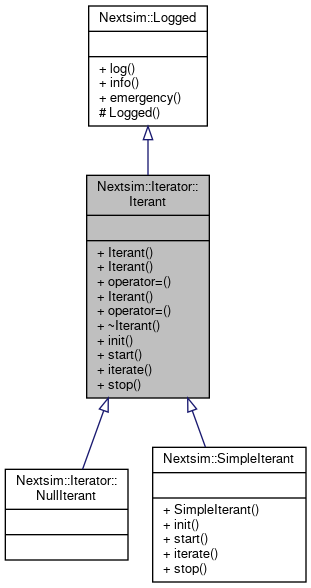 Nextsim::Logged
+ log()
+ info()
+ emergency()
# Logged()
Nextsim::Iterator::
Iterant
+ Iterant()
+ Iterant()
+ operator=()
+ Iterant()
+ operator=()
+ ~Iterant()
+ init()
+ start()
+ iterate()
+ stop()
Nextsim::Iterator::
NullIterant
Nextsim::SimpleIterant
+ SimpleIterant()
+ init()
+ start()
+ iterate()
+ stop()